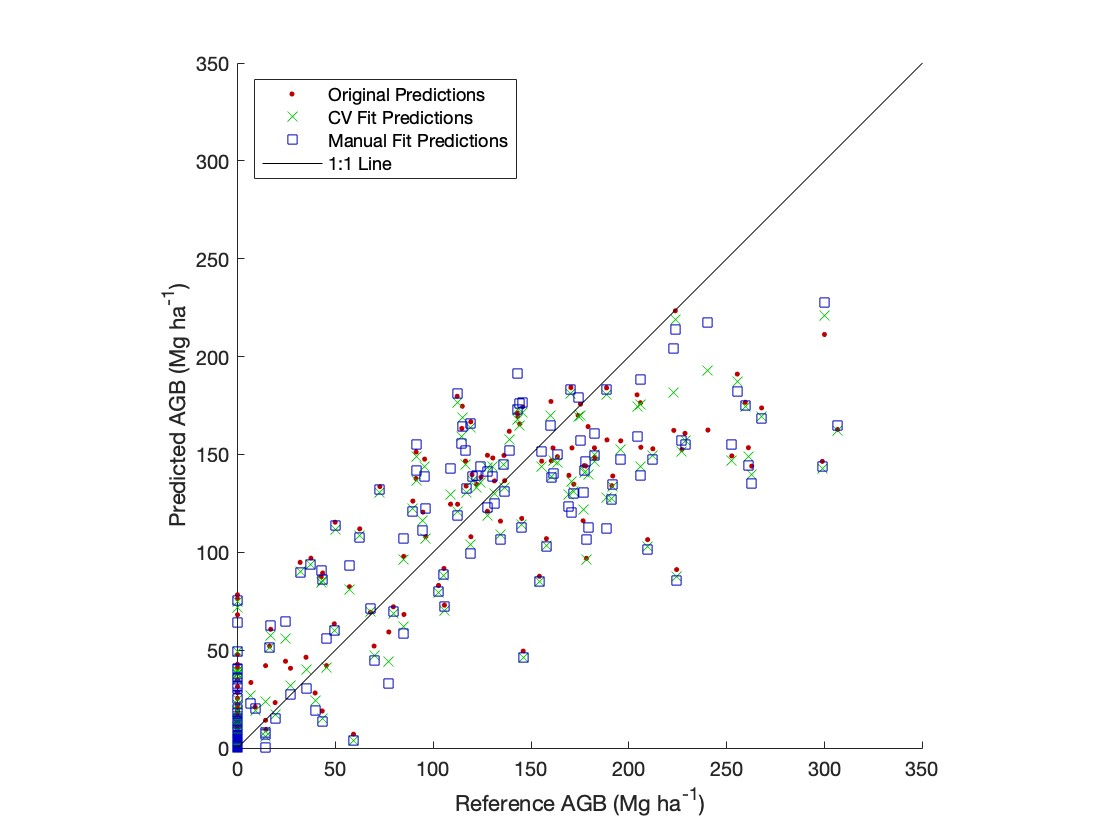 350
300
250
200
150
100
50
0
Predicted AGB (Mg ha⁻¹)
Original Predictions
CV Fit Predictions
Manual Fit Predictions
1:1 Line
0 50 100 150 200 250 300 350
Reference AGB (Mg ha⁻¹)